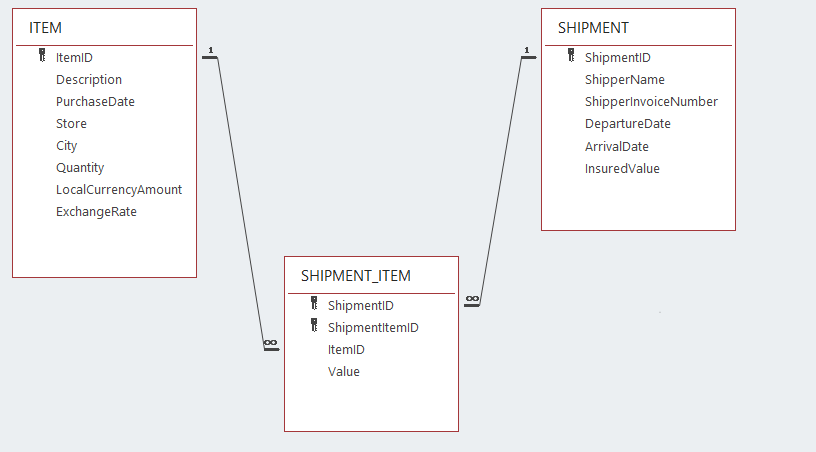 ITEM
ItemID
Description
PurchaseDate
Store
City
Quantity
LocalCurrencyAmount
ExchangeRate
1
∞
SHIPMENT
ShipmentID
ShipperName
ShipperInvoiceNumber
DepartureDate
ArrivalDate
InsuredValue
1
∞
SHIPMENT_ITEM
ShipmentID
ShipmentItemID
ItemID
Value